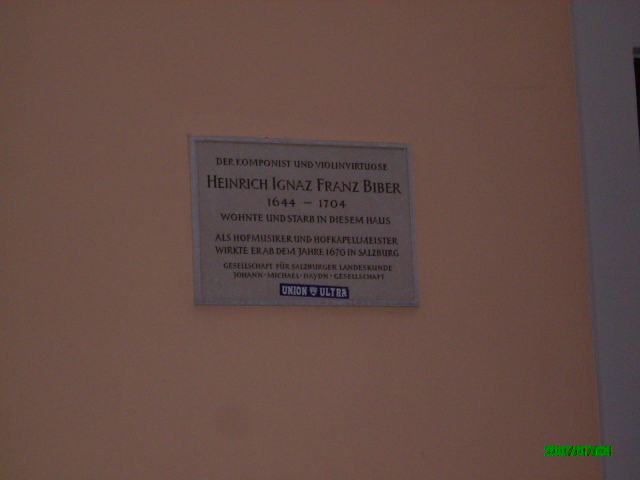 DER KOMPONIST UND VIOLINVIRTUOSE
HEINRICH IGNAZ FRANZ BIBER
1644 – 1704
WOHNTE UND STARB IN DIESEM HAUS
ALS HOFMUSIKER UND HOFKAPELLMEISTER
WIRKTE ER AB DEM JAHRE 1670 IN SALZBURG
GESELLSCHAFT FÜR SALZBURGER LANDESKUNDE
JOHANN · MICHAEL · HAYDN · GESELLSCHAFT
UNION ULTRA